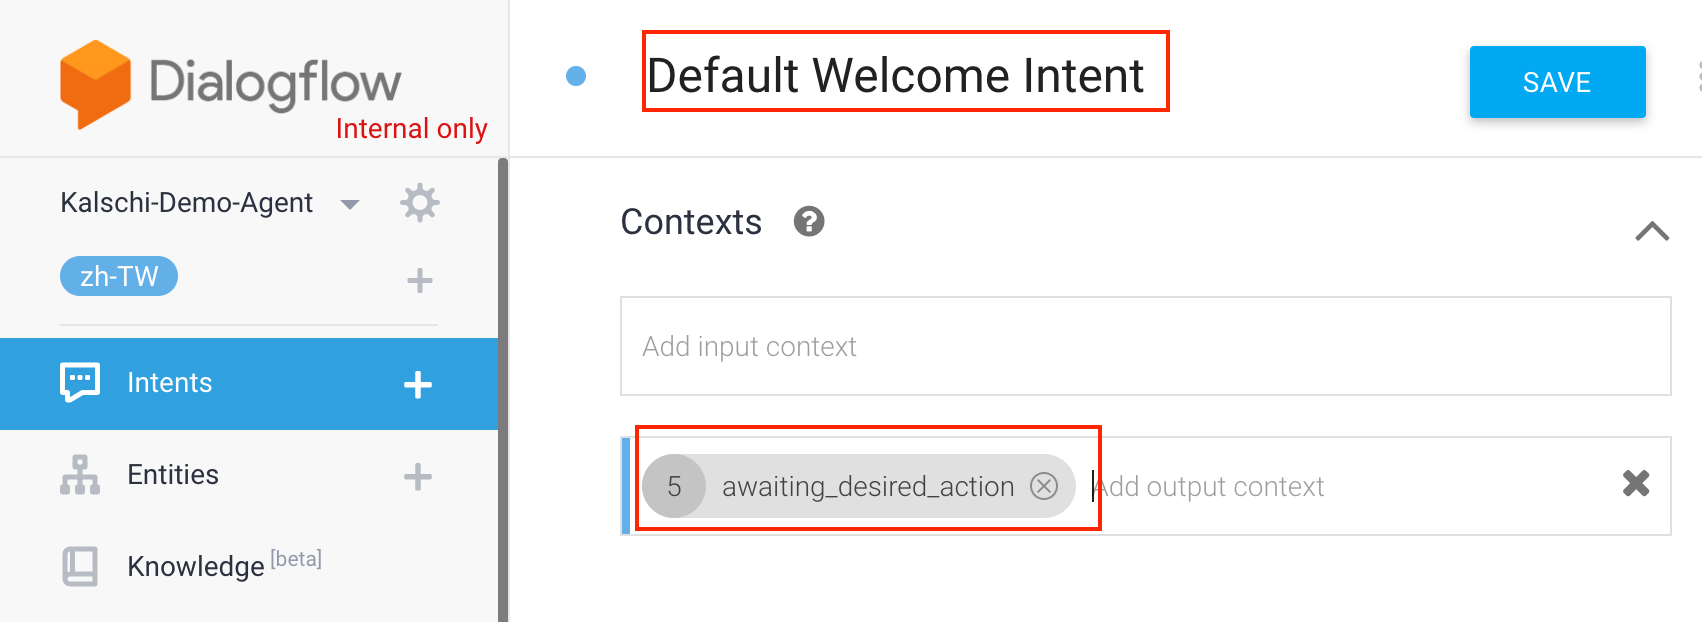 Dialogflow
Internal only
Default Welcome Intent
SAVE
Kalschi-Demo-Agent
zh-TW
Intents
Entities
Knowledge [beta]
Contexts
Add input context
5 awaiting_desired_action Add output context